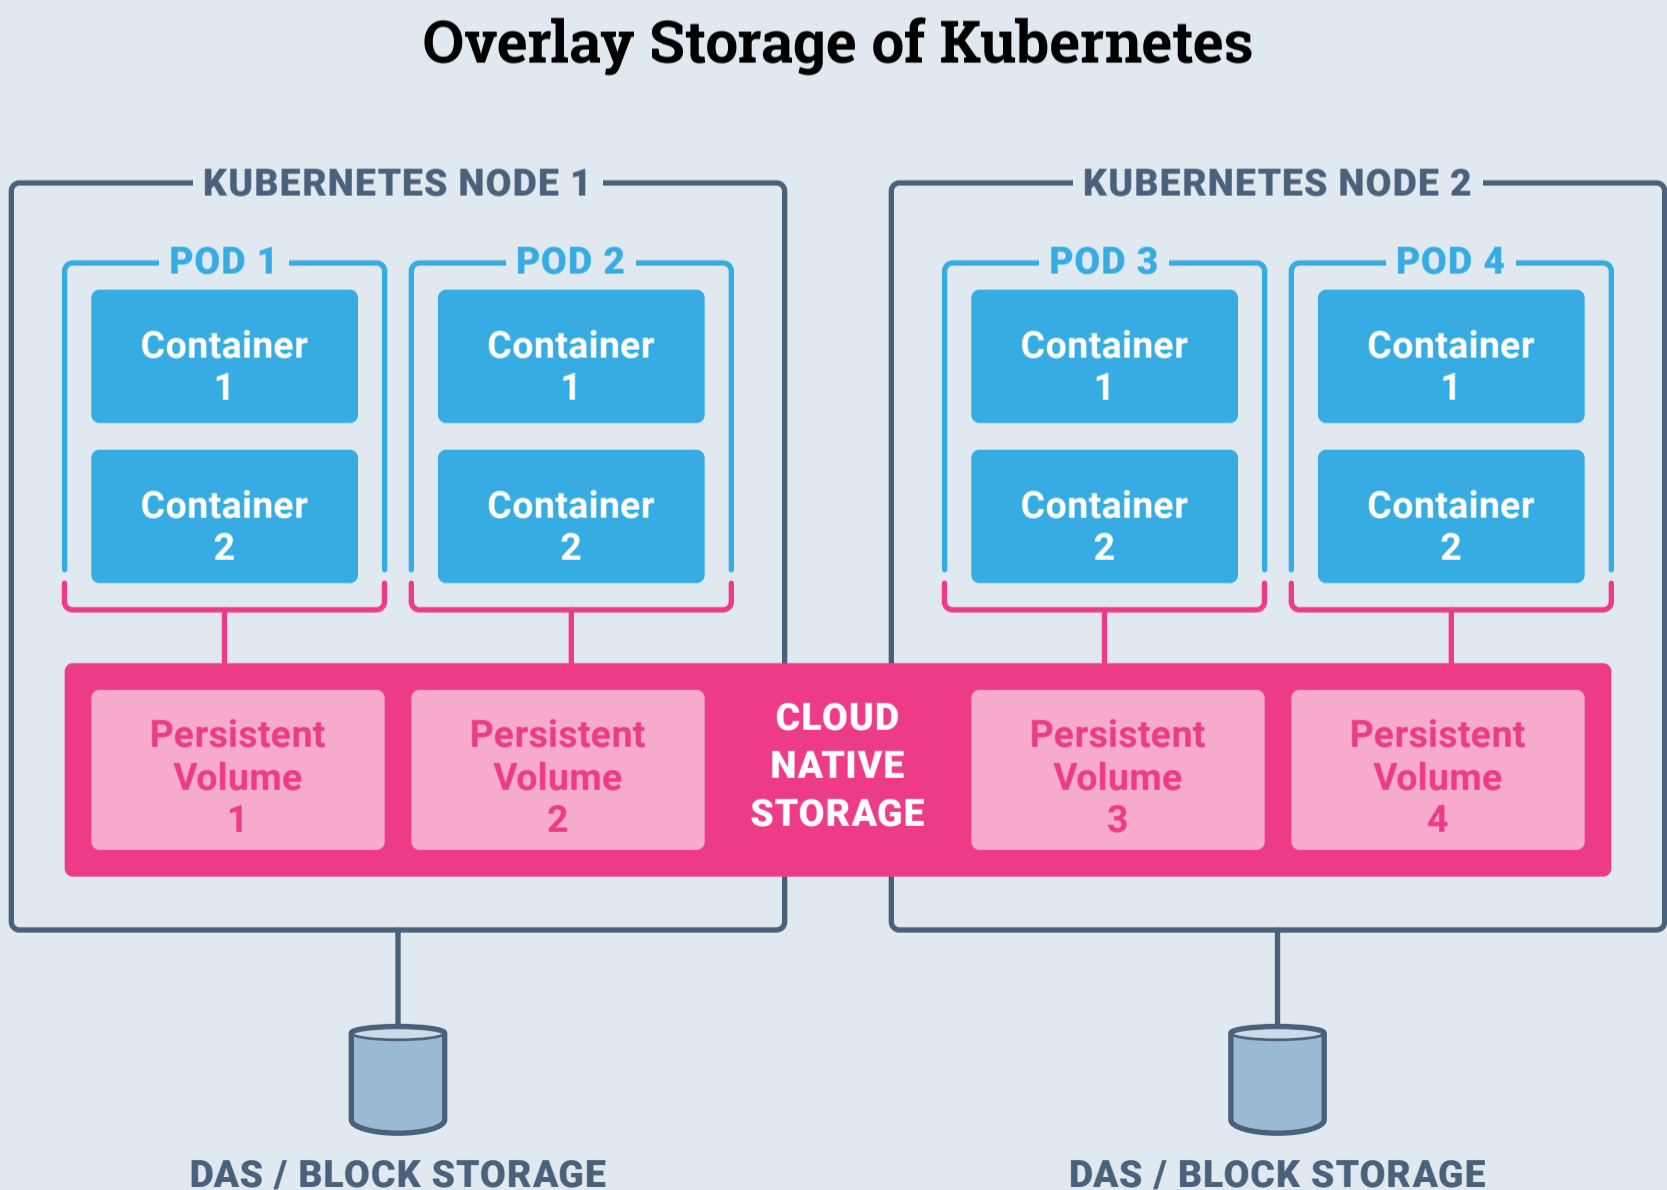 Overlay Storage of Kubernetes
KUBERNETES NODE 1
POD 1
Container
1
Container
2
POD 2
Container
1
Container
2
KUBERNETES NODE 2
POD 3
Container
1
Container
2
POD 4
Container
1
Container
2
Persistent
Volume
1
Persistent
Volume
2
CLOUD
NATIVE
STORAGE
Persistent
Volume
3
Persistent
Volume
4
DAS / BLOCK STORAGE
DAS / BLOCK STORAGE